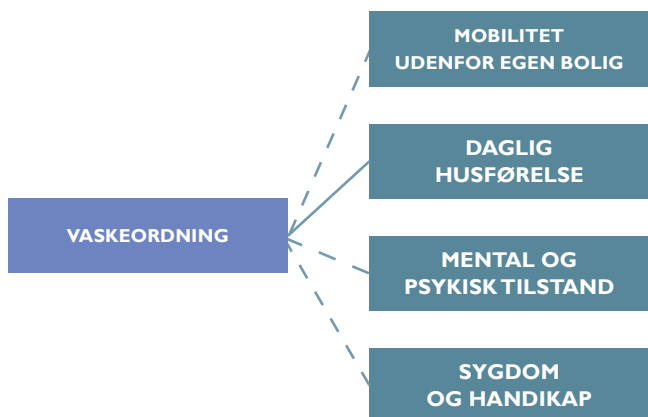 MOBILITET
UDENFOR EGEN BOLIG
DAGLIG
HUSFØRELSE
VASKEORDNING
MENTAL OG
PSYKISK TILSTAND
SYGDOM
OG HANDIKAP